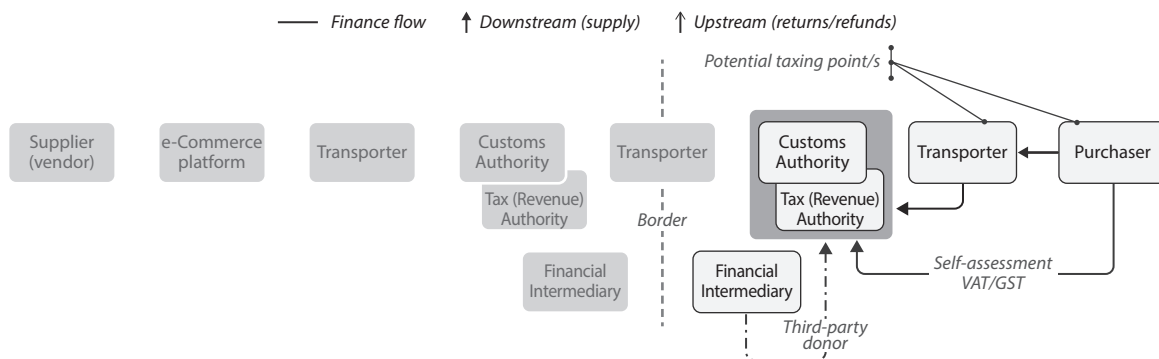 Finance flow
Downstream (supply)
Upstream (returns/refunds)
Potential taxing point/s
Supplier
(vendor)
e-Commerce
platform
Transporter
Customs
Authority
Tax (Revenue)
Authority
Transporter
Customs
Authority
Tax (Revenue)
Authority
Transporter
Purchaser
Border
Financial
Intermediary
Financial
Intermediary
Self-assessment
VAT/GST
Third-party
donor